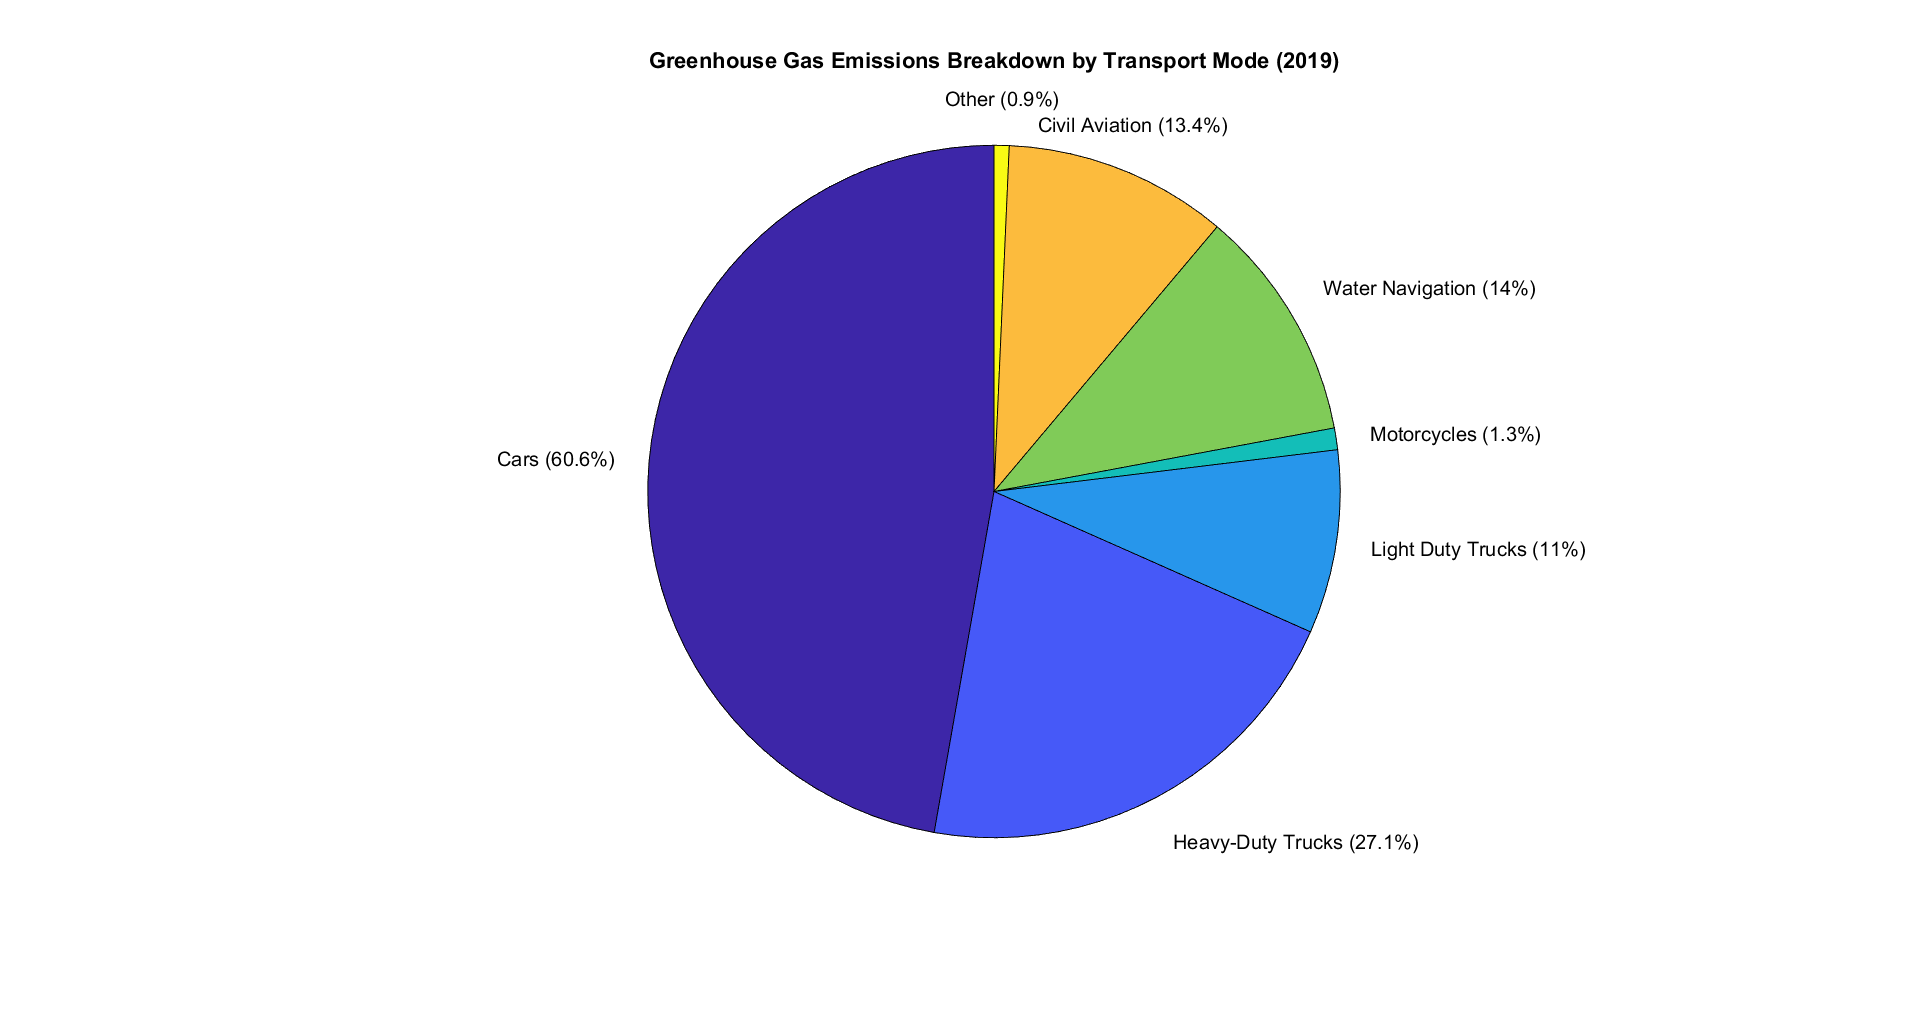 Greenhouse Gas Emissions Breakdown by Transport Mode (2019)
Other (0.9%)
Civil Aviation (13.4%)
Water Navigation (14%)
Motorcycles (1.3%)
Cars (60.6%)
Light Duty Trucks (11%)
Heavy-Duty Trucks (27.1%)